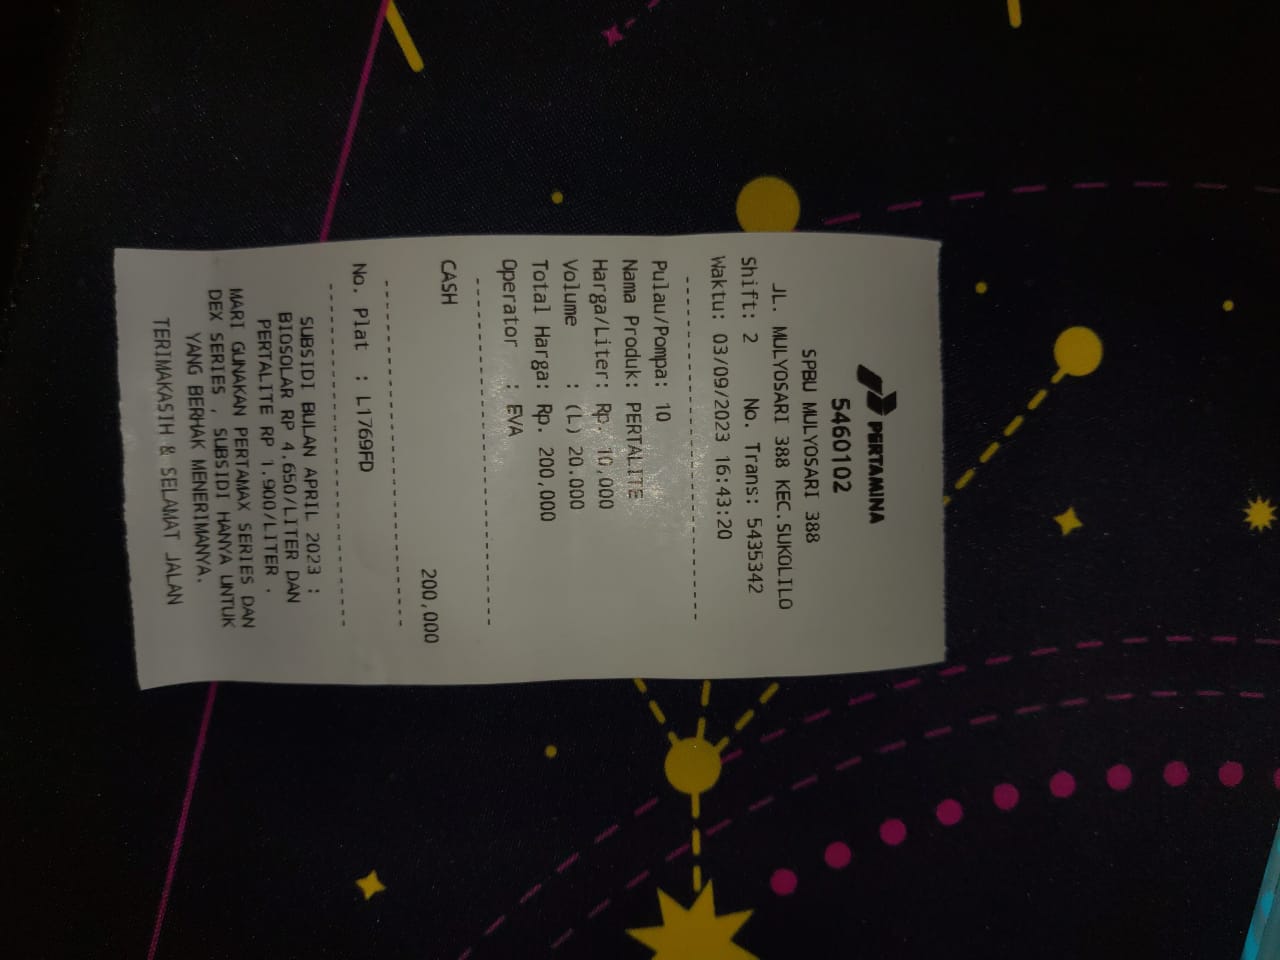 PERTAMINA
5460102
SPBU MULYOSARI 388
JL. MULYOSARI 388 KEC.SUKOLILO
Shift: 2 No. Trans: 5435342
Waktu: 03/09/2023 16:43:20
Pulau/Pompa: 10
Nama Produk: PERTALITE
Harga/Liter: Rp. 10,000
Volume : (L) 20.000
Total Harga: Rp. 200,000
Operator : EVA
CASH
200,000
No. Plat : L1769FD
SUBSIDI BULAN APRIL 2023 :
BIOSOLAR RP 4.650/LITER DAN
PERTALITE RP 1.900/LITER .
MARI GUNAKAN PERTAMAX SERIES DAN
DEX SERIES , SUBSIDI HANYA UNTUK
YANG BERHAK MENERIMANYA.
TERIMAKASIH & SELAMAT JALAN